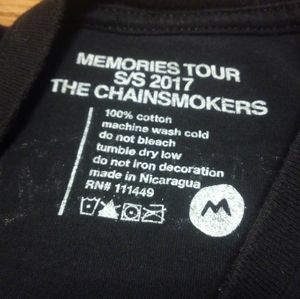 MEMORIES TOUR
S/S 2017
THE CHAINSMOKERS
100% cotton
machine wash cold
do not bleach
tumble dry low
do not iron decoration
made in Nicaragua
RN# 111449
M